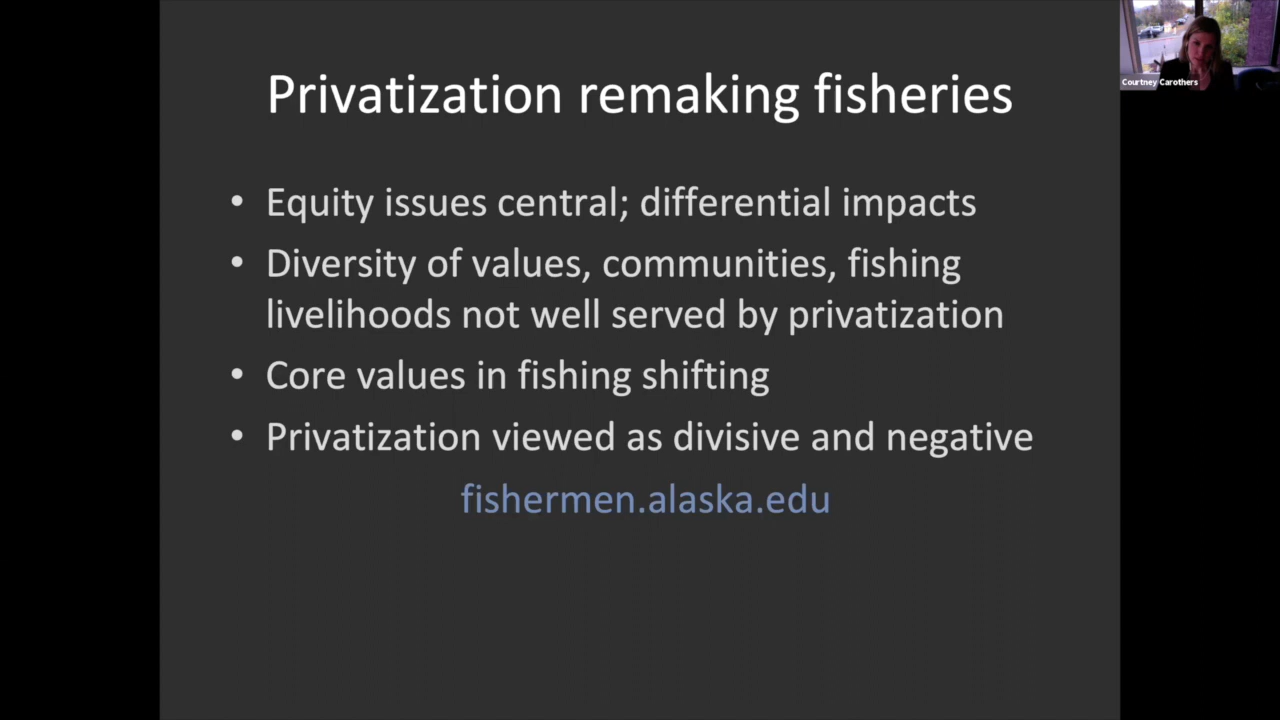 Privatization remaking fisheries
Courtney Carothers
• Equity issues central; differential impacts
• Diversity of values, communities, fishing
livelihoods not well served by privatization
• Core values in fishing shifting
• Privatization viewed as divisive and negative
fishermen.alaska.edu